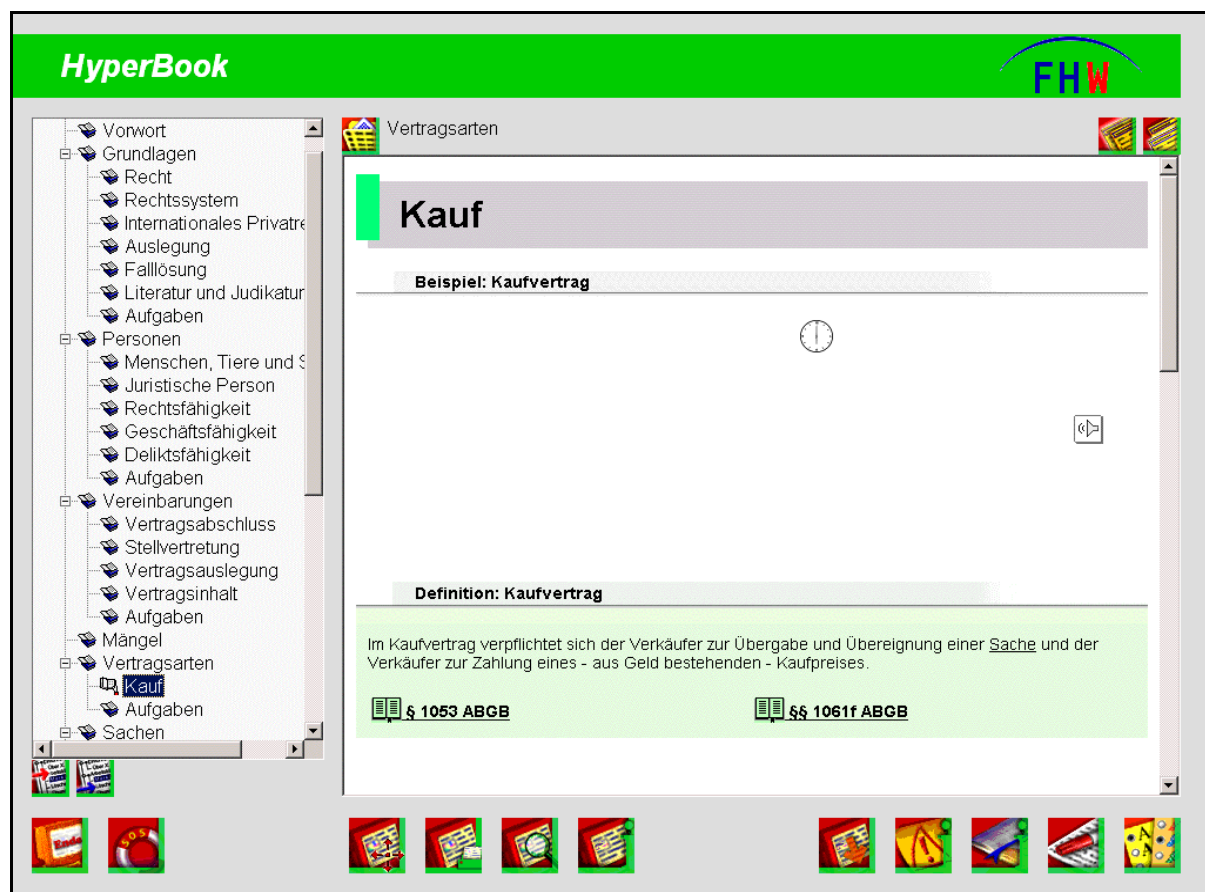 HyperBook
FHW
Vorwort
Grundlagen
Recht
Rechtssystem
Internationales Privatre
Auslegung
Falllösung
Literatur und Judikatur
Aufgaben
Personen
Menschen, Tiere und S
Juristische Person
Rechtsfähigkeit
Geschäftsfähigkeit
Deliktsfähigkeit
Aufgaben
Vereinbarungen
Vertragsabschluss
Stellvertretung
Vertragsauslegung
Vertragsinhalt
Aufgaben
Mängel
Vertragsarten
Kauf
Aufgaben
Sachen
Vertragsarten
Kauf
Beispiel: Kaufvertrag
Definition: Kaufvertrag
Im Kaufvertrag verpflichtet sich der Verkäufer zur Übergabe und Übereignung einer Sache und der
Verkäufer zur Zahlung eines - aus Geld bestehenden - Kaufpreises.
§ 1053 ABGB
§§ 1061f ABGB
Ende
SOS